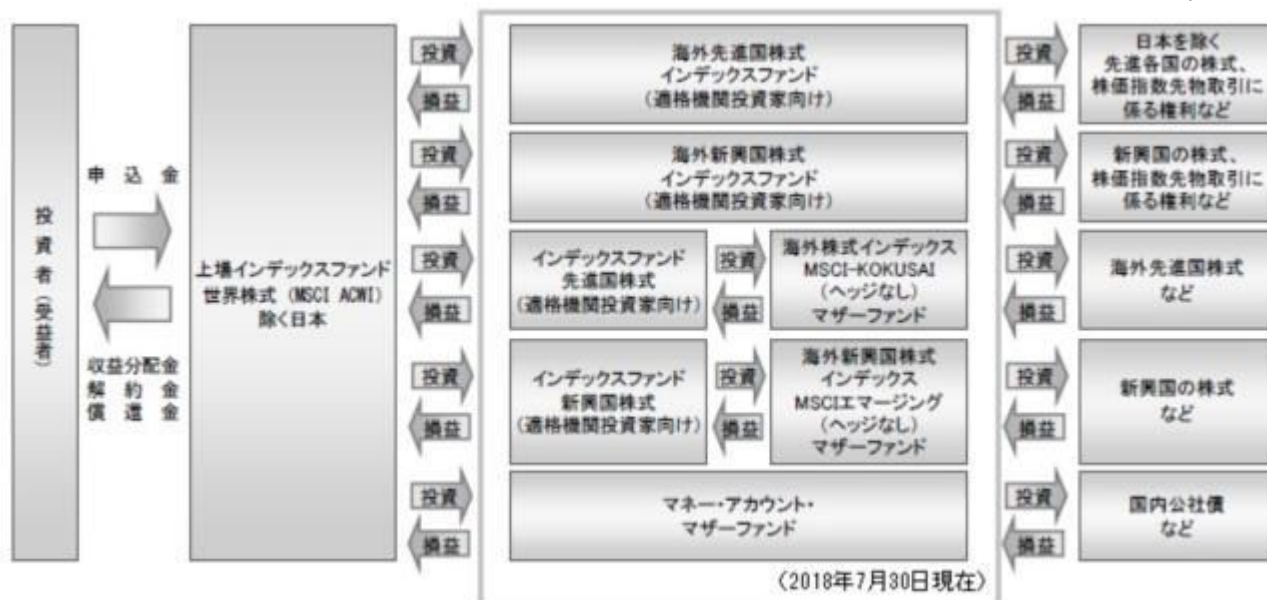 投資者(受益者)
申込金
収益分配金
解約金
償還金
上場インデックスファンド
世界株式(MSCI ACWI)
除く日本
投資
損益
海外先進国株式
インデックスファンド
(適格機関投資家向け)
投資
損益
日本を除く
先進各国の株式、
株価指数先物取引に
係る権利など
投資
損益
海外新興国株式
インデックスファンド
(適格機関投資家向け)
投資
損益
新興国の株式、
株価指数先物取引に
係る権利など
投資
損益
インデックスファンド
先進国株式
(適格機関投資家向け)
投資
損益
海外株式インデックス
MSCI-KOKUSAI
(ヘッジなし)
マザーファンド
投資
損益
海外先進国株式
など
投資
損益
インデックスファンド
新興国株式
(適格機関投資家向け)
投資
損益
海外新興国株式
インデックス
MSCIエマージング
(ヘッジなし)
マザーファンド
投資
損益
新興国の株式
など
投資
損益
マネー・アカウント・
マザーファンド
投資
損益
国内公社債
など
(2018年7月30日現在)